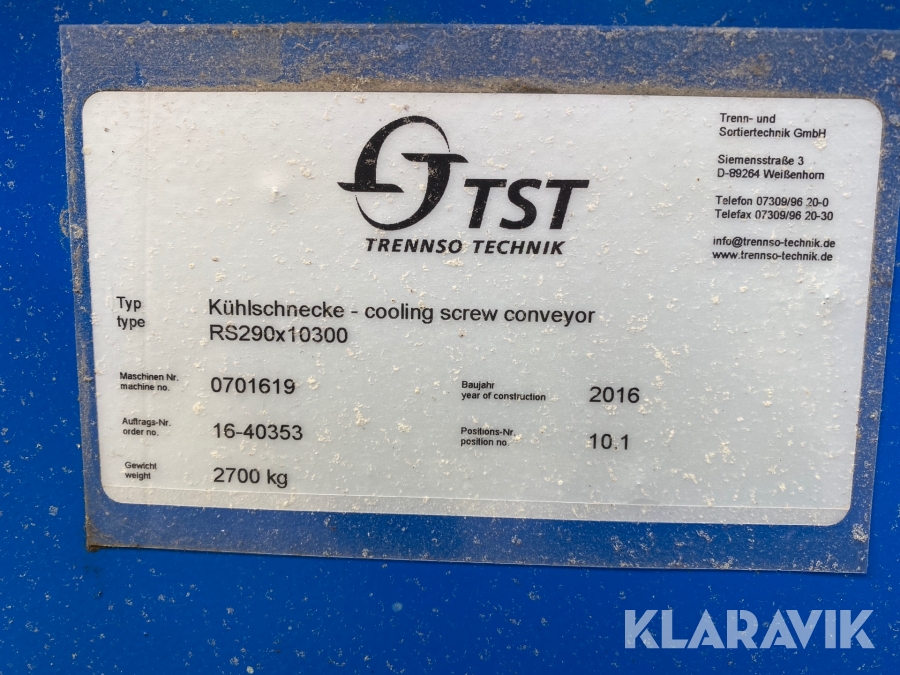 TST
TRENNSO TECHNIK
Trenn- und
Sortiertechnik GmbH
Siemensstraße 3
D-89264 Weißenhorn
Telefon 07309/96 20-0
Telefax 07309/96 20-30
info@trennso-technik.de
www.trennso-technik.de
Typ
type
Kühlschnecke - cooling screw conveyor
RS290x10300
Maschinen Nr.
machine no.
0701619
Baujahr
year of construction
2016
Auftrags-Nr.
order no.
16-40353
Positions-Nr.
position no.
10.1
Gewicht
weight
2700 kg
KLARAVIK